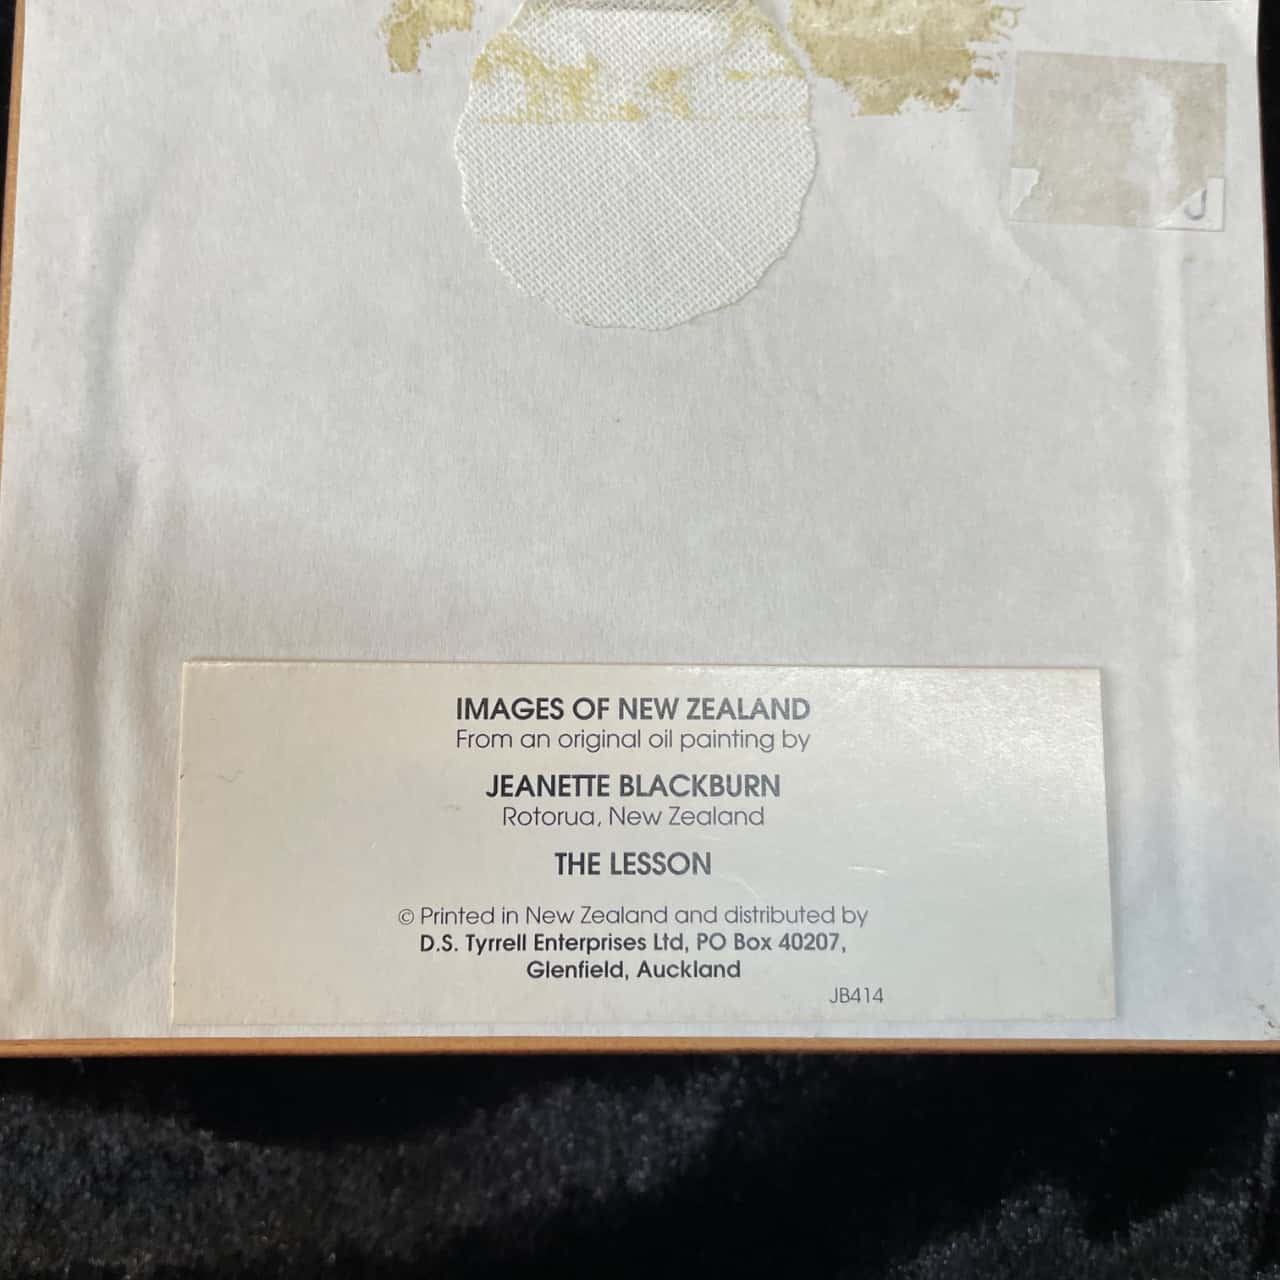 J
IMAGES OF NEW ZEALAND
From an original oil painting by
JEANETTE BLACKBURN
Rotorua, New Zealand
THE LESSON
© Printed in New Zealand and distributed by
D.S. Tyrrell Enterprises Ltd, PO Box 40207,
Glenfield, Auckland
JB414